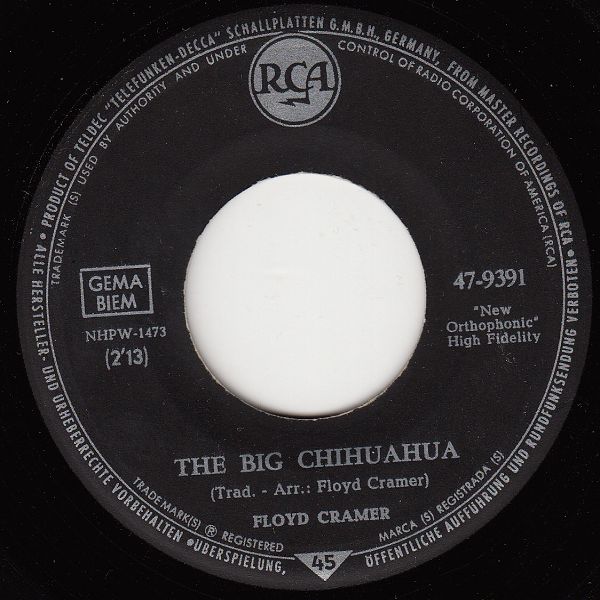 • PRODUCT OF TELDEC "TELEFUNKEN-DECCA" SCHALLPLATTEN G.M.B.H., GERMANY, FROM MASTER RECORDINGS OF RCA •
TRADEMARK (S) USED BY AUTHORITY AND UNDER CONTROL OF RADIO CORPORATION OF AMERICA (RCA)
RCA
GEMA
BIEM
NHPW-1473
(2'13)
47-9391
"New
Orthophonic"
High Fidelity
THE BIG CHIHUAHUA
(Trad. - Arr.: Floyd Cramer)
FLOYD CRAMER
TRADEMARK(S) ® REGISTERED
MARCA (S) REGISTRADA (S)
45
ALLE HERSTELLER- UND URHEBERRECHTE VORBEHALTEN • ÜBERSPIELUNG, ÖFFENTLICHE AUFFÜHRUNG UND RUNDFUNKSENDUNG VERBOTEN •